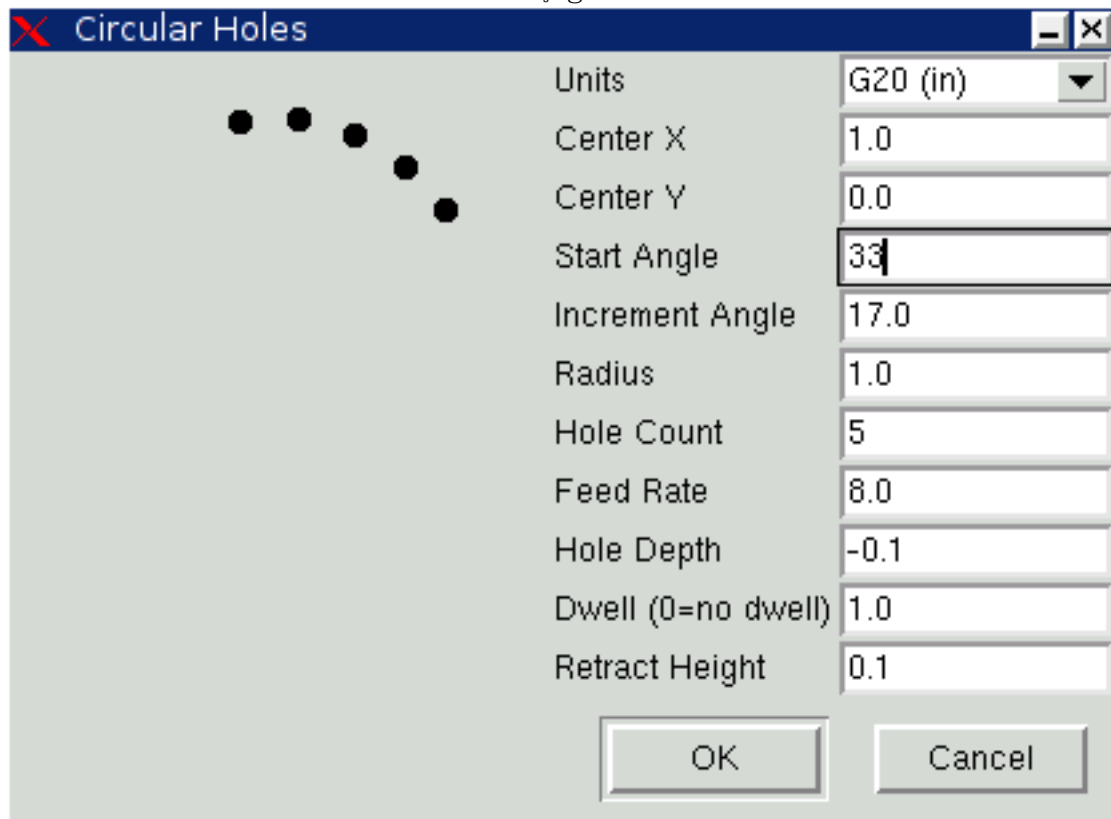 Circular Holes
Units G20 (in)
Center X 1.0
Center Y 0.0
Start Angle 33
Increment Angle 17.0
Radius 1.0
Hole Count 5
Feed Rate 8.0
Hole Depth -0.1
Dwell (0=no dwell) 1.0
Retract Height 0.1
OK Cancel